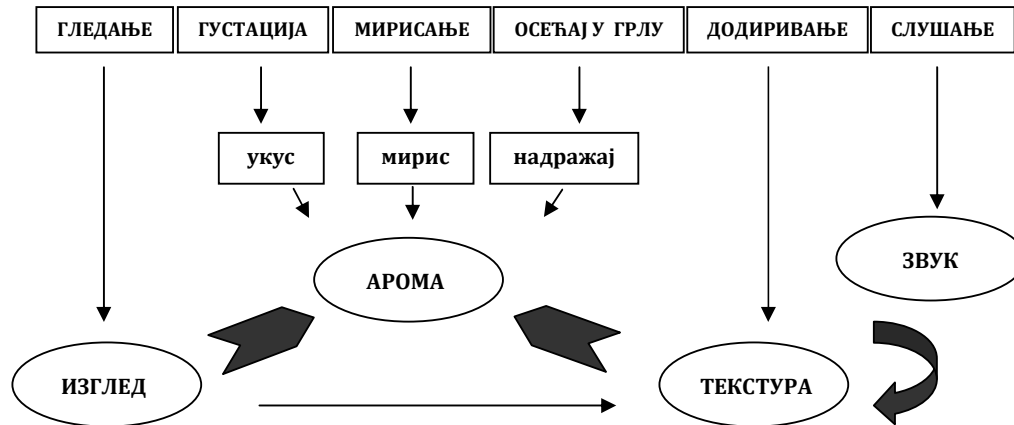 ГЛЕДАЊЕ
ГУСТАЦИЈА
МИРИСАЊЕ
ОСЕЋАЈ У ГРЛУ
ДОДИРИВАЊЕ
СЛУШАЊЕ
укус
мирис
надражај
АРОМА
ЗВУК
ИЗГЛЕД
ТЕКСТУРА